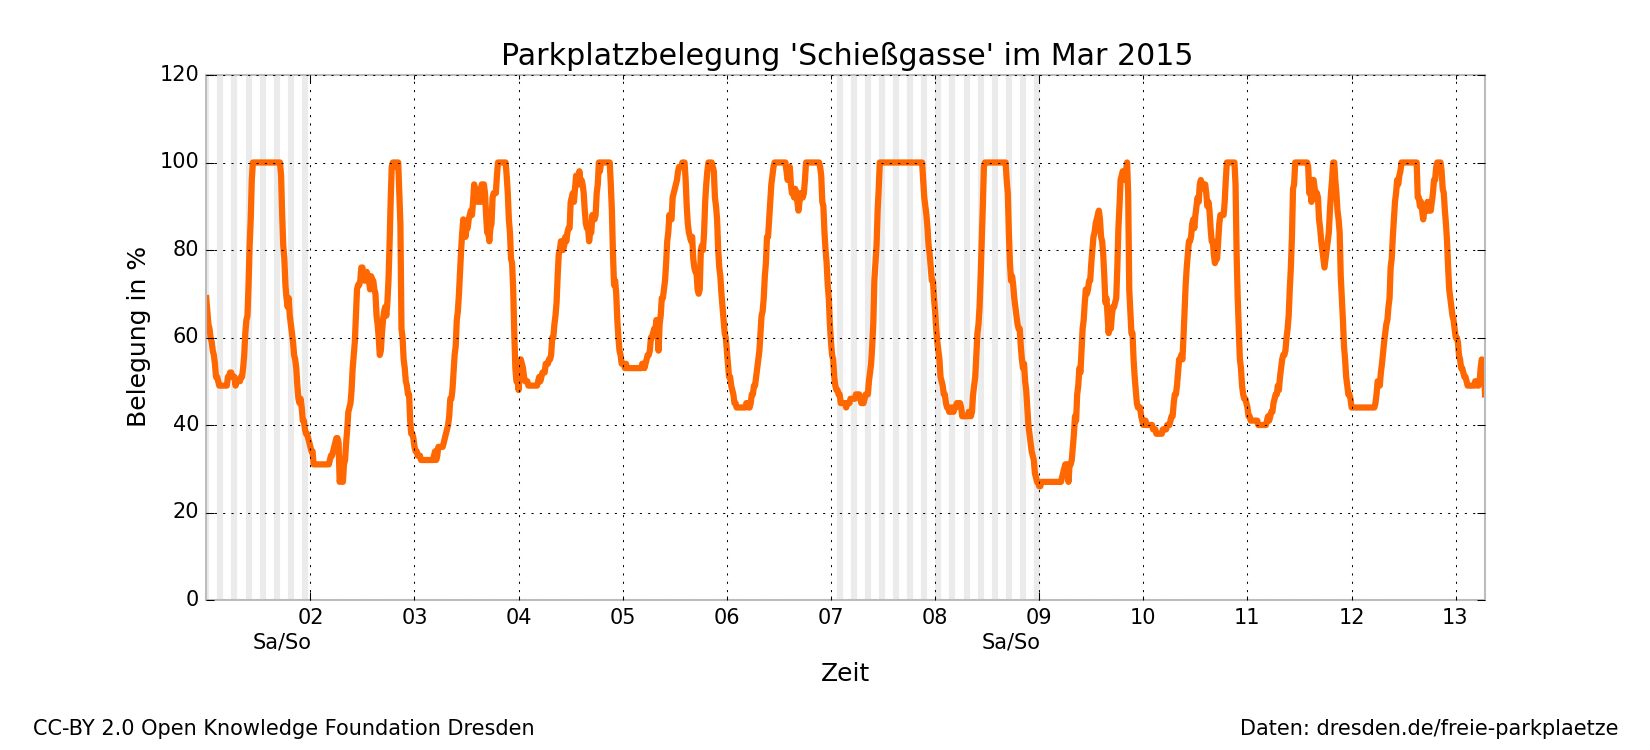 Parkplatzbelegung 'Schießgasse' im Mar 2015
120
100
80
60
40
20
0
Belegung in %
02 03 04 05 06 07 08 09 10 11 12 13
Sa/So Sa/So
Zeit
CC-BY 2.0 Open Knowledge Foundation Dresden
Daten: dresden.de/freie-parkplaetze